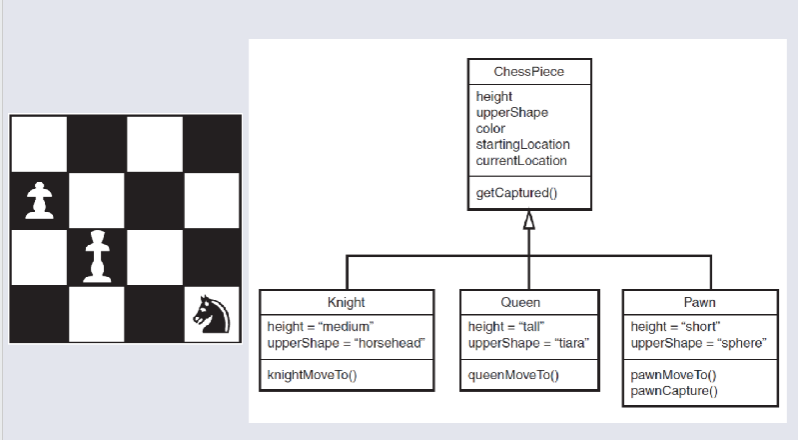 ChessPiece
height
upperShape
color
startingLocation
currentLocation
getCaptured()
Knight
height = “medium”
upperShape = “horsehead”
knightMoveTo()
Queen
height = “tall”
upperShape = “tiara”
queenMoveTo()
Pawn
height = “short”
upperShape = “sphere”
pawnMoveTo()
pawnCapture()